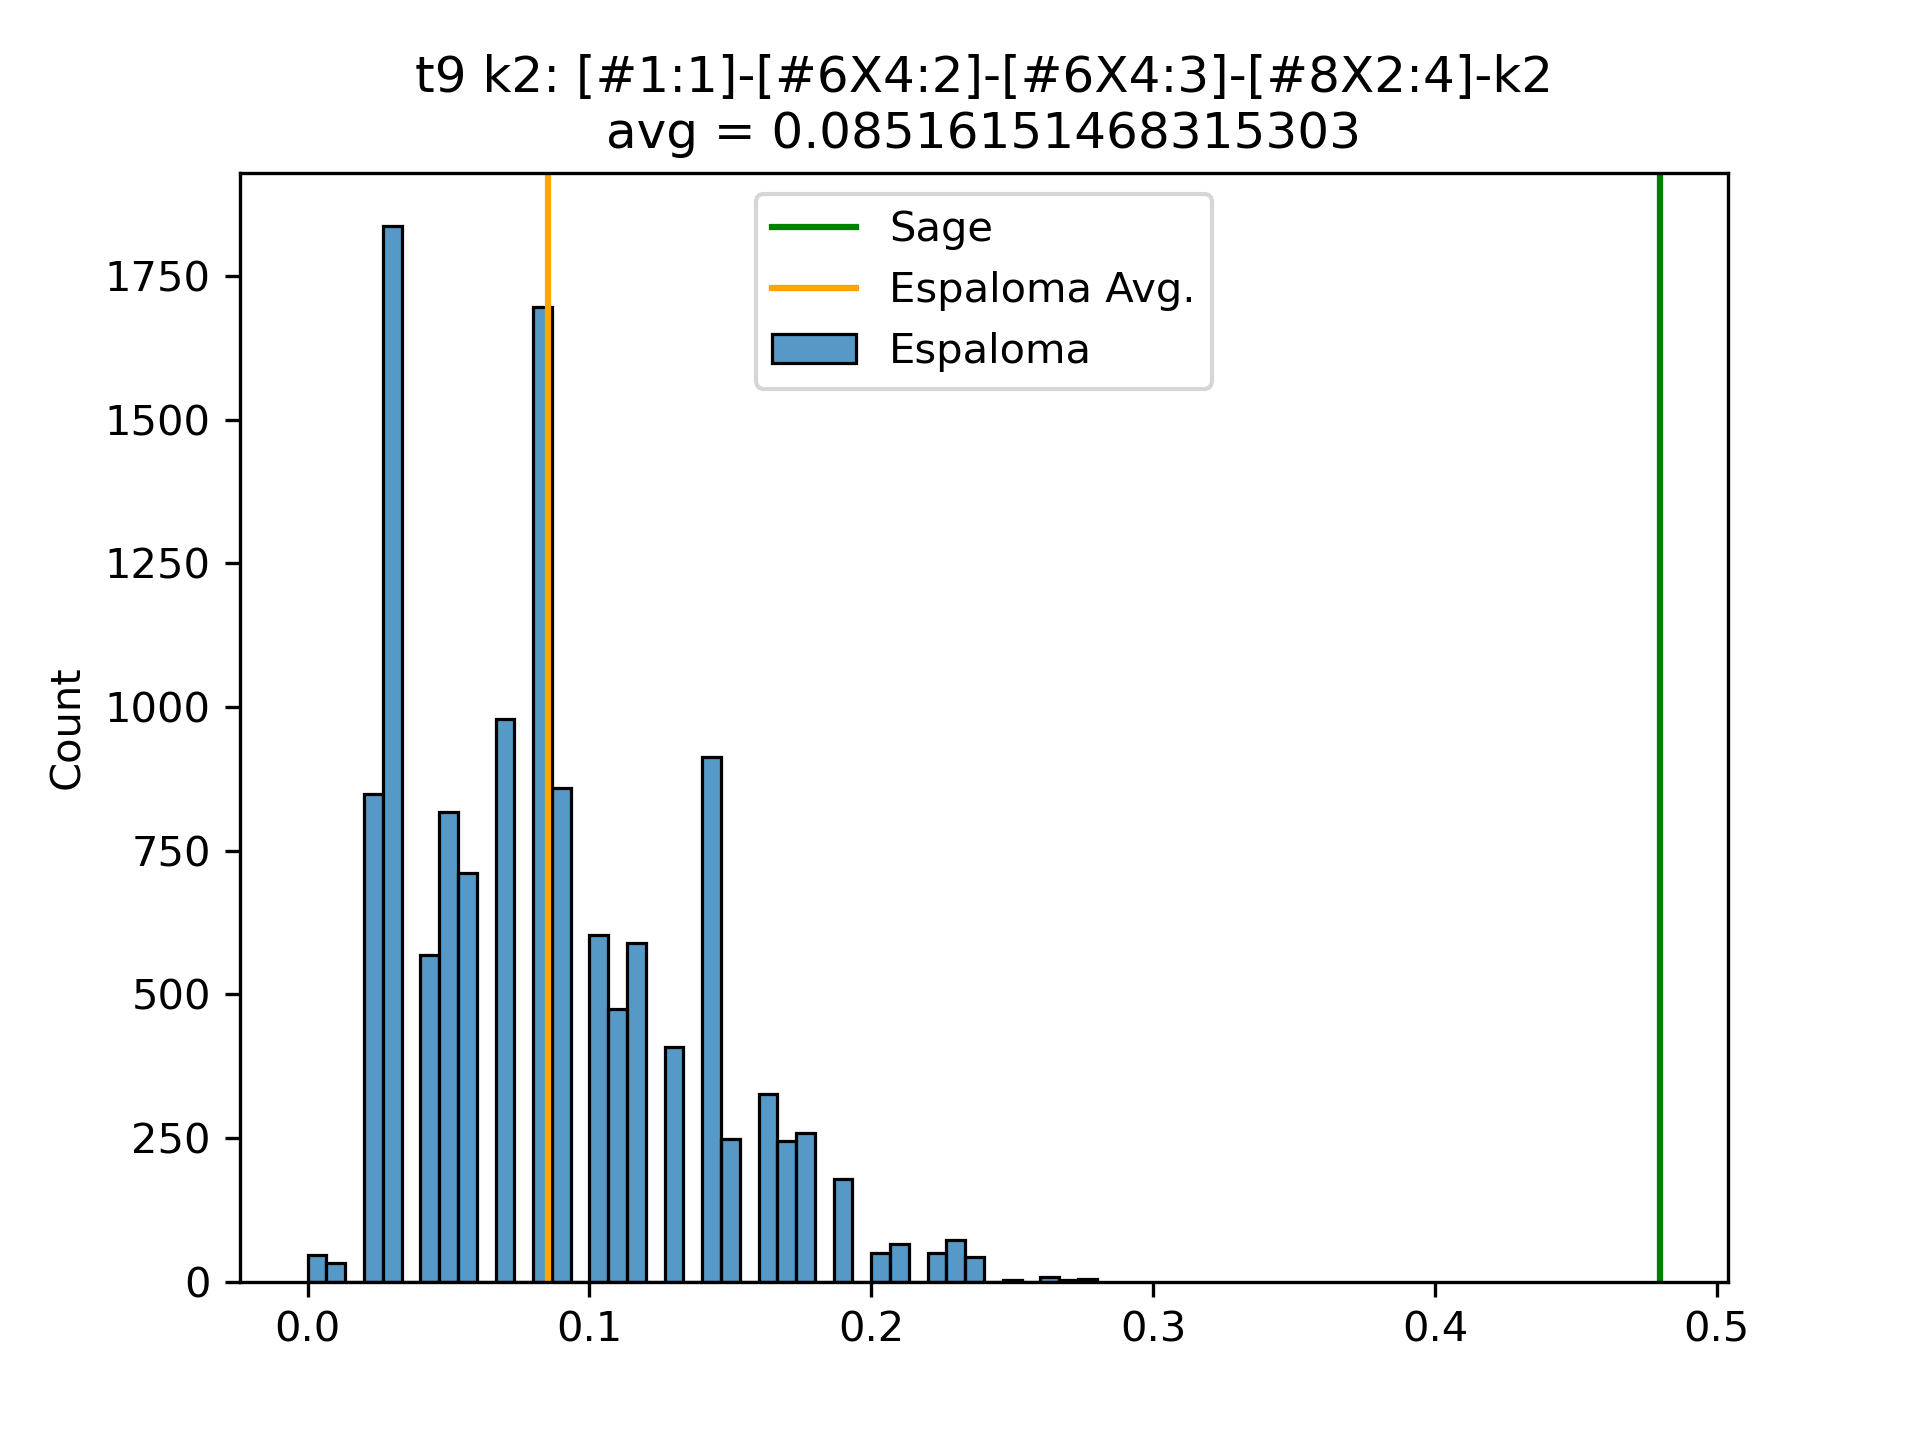 t9 k2: [#1:1]-[#6X4:2]-[#6X4:3]-[#8X2:4]-k2
avg = 0.08516151468315303
Sage
Espaloma Avg.
Espaloma
Count
1750
1500
1250
1000
750
500
250
0
0.0 0.1 0.2 0.3 0.4 0.5